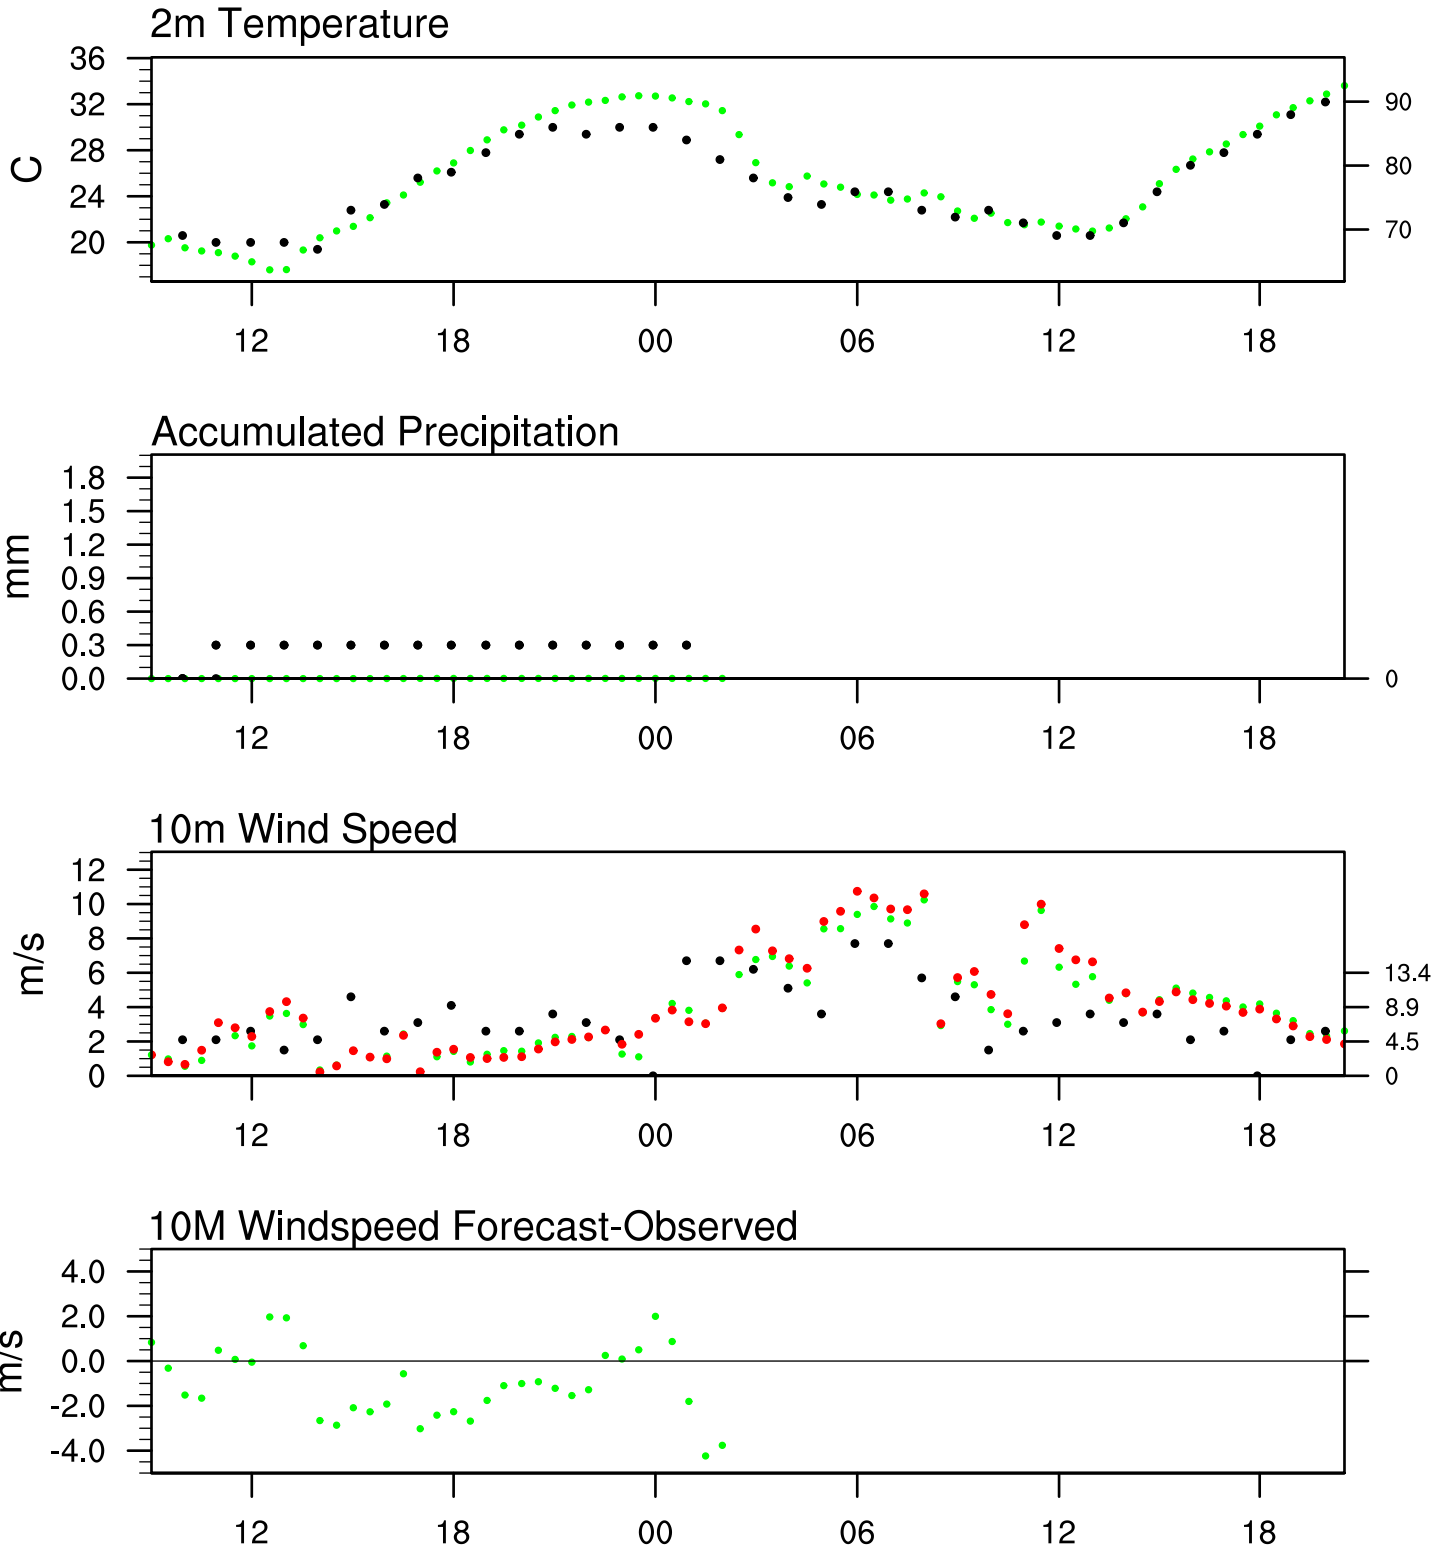 2m Temperature
36
32
28
24
20
C
90
80
70
12 18 00 06 12 18
Accumulated Precipitation
1.8
1.5
1.2
0.9
0.6
0.3
0.0
mm
0
12 18 00 06 12 18
10m Wind Speed
12
10
8
6
4
2
0
m/s
13.4
8.9
4.5
0
12 18 00 06 12 18
10M Windspeed Forecast-Observed
4.0
2.0
0.0
-2.0
-4.0
m/s
12 18 00 06 12 18